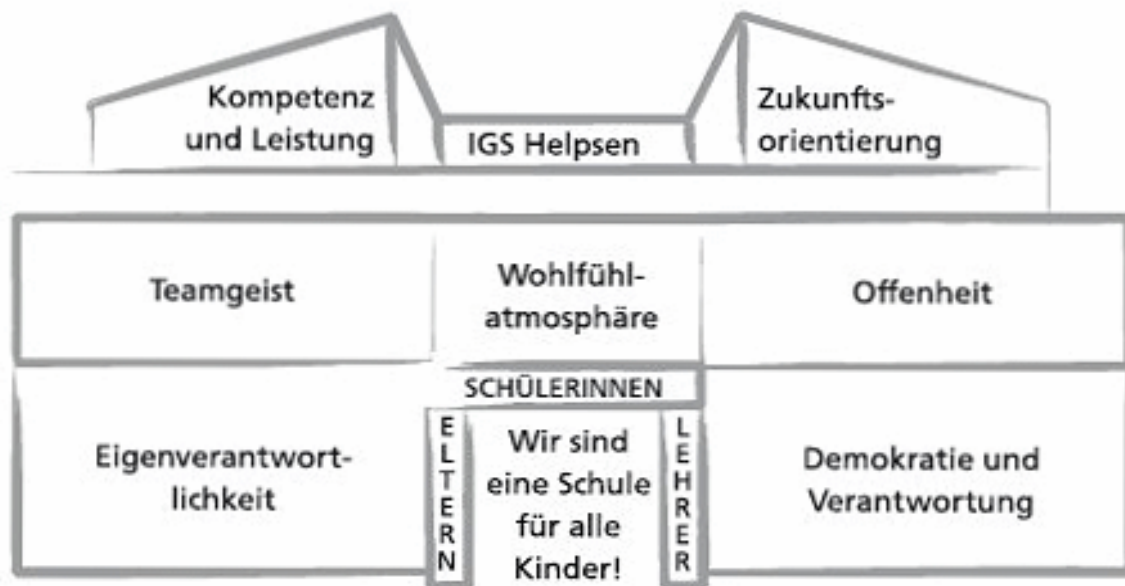 Kompetenz
und Leistung
IGS Helpsen
Zukunfts-
orientierung
Teamgeist
Wohlfühl-
atmosphäre
Offenheit
SCHÜLERINNEN
Eigenverantwort-
lichkeit
ELTERN
Wir sind
eine Schule
für alle
Kinder!
LEHRER
Demokratie und
Verantwortung